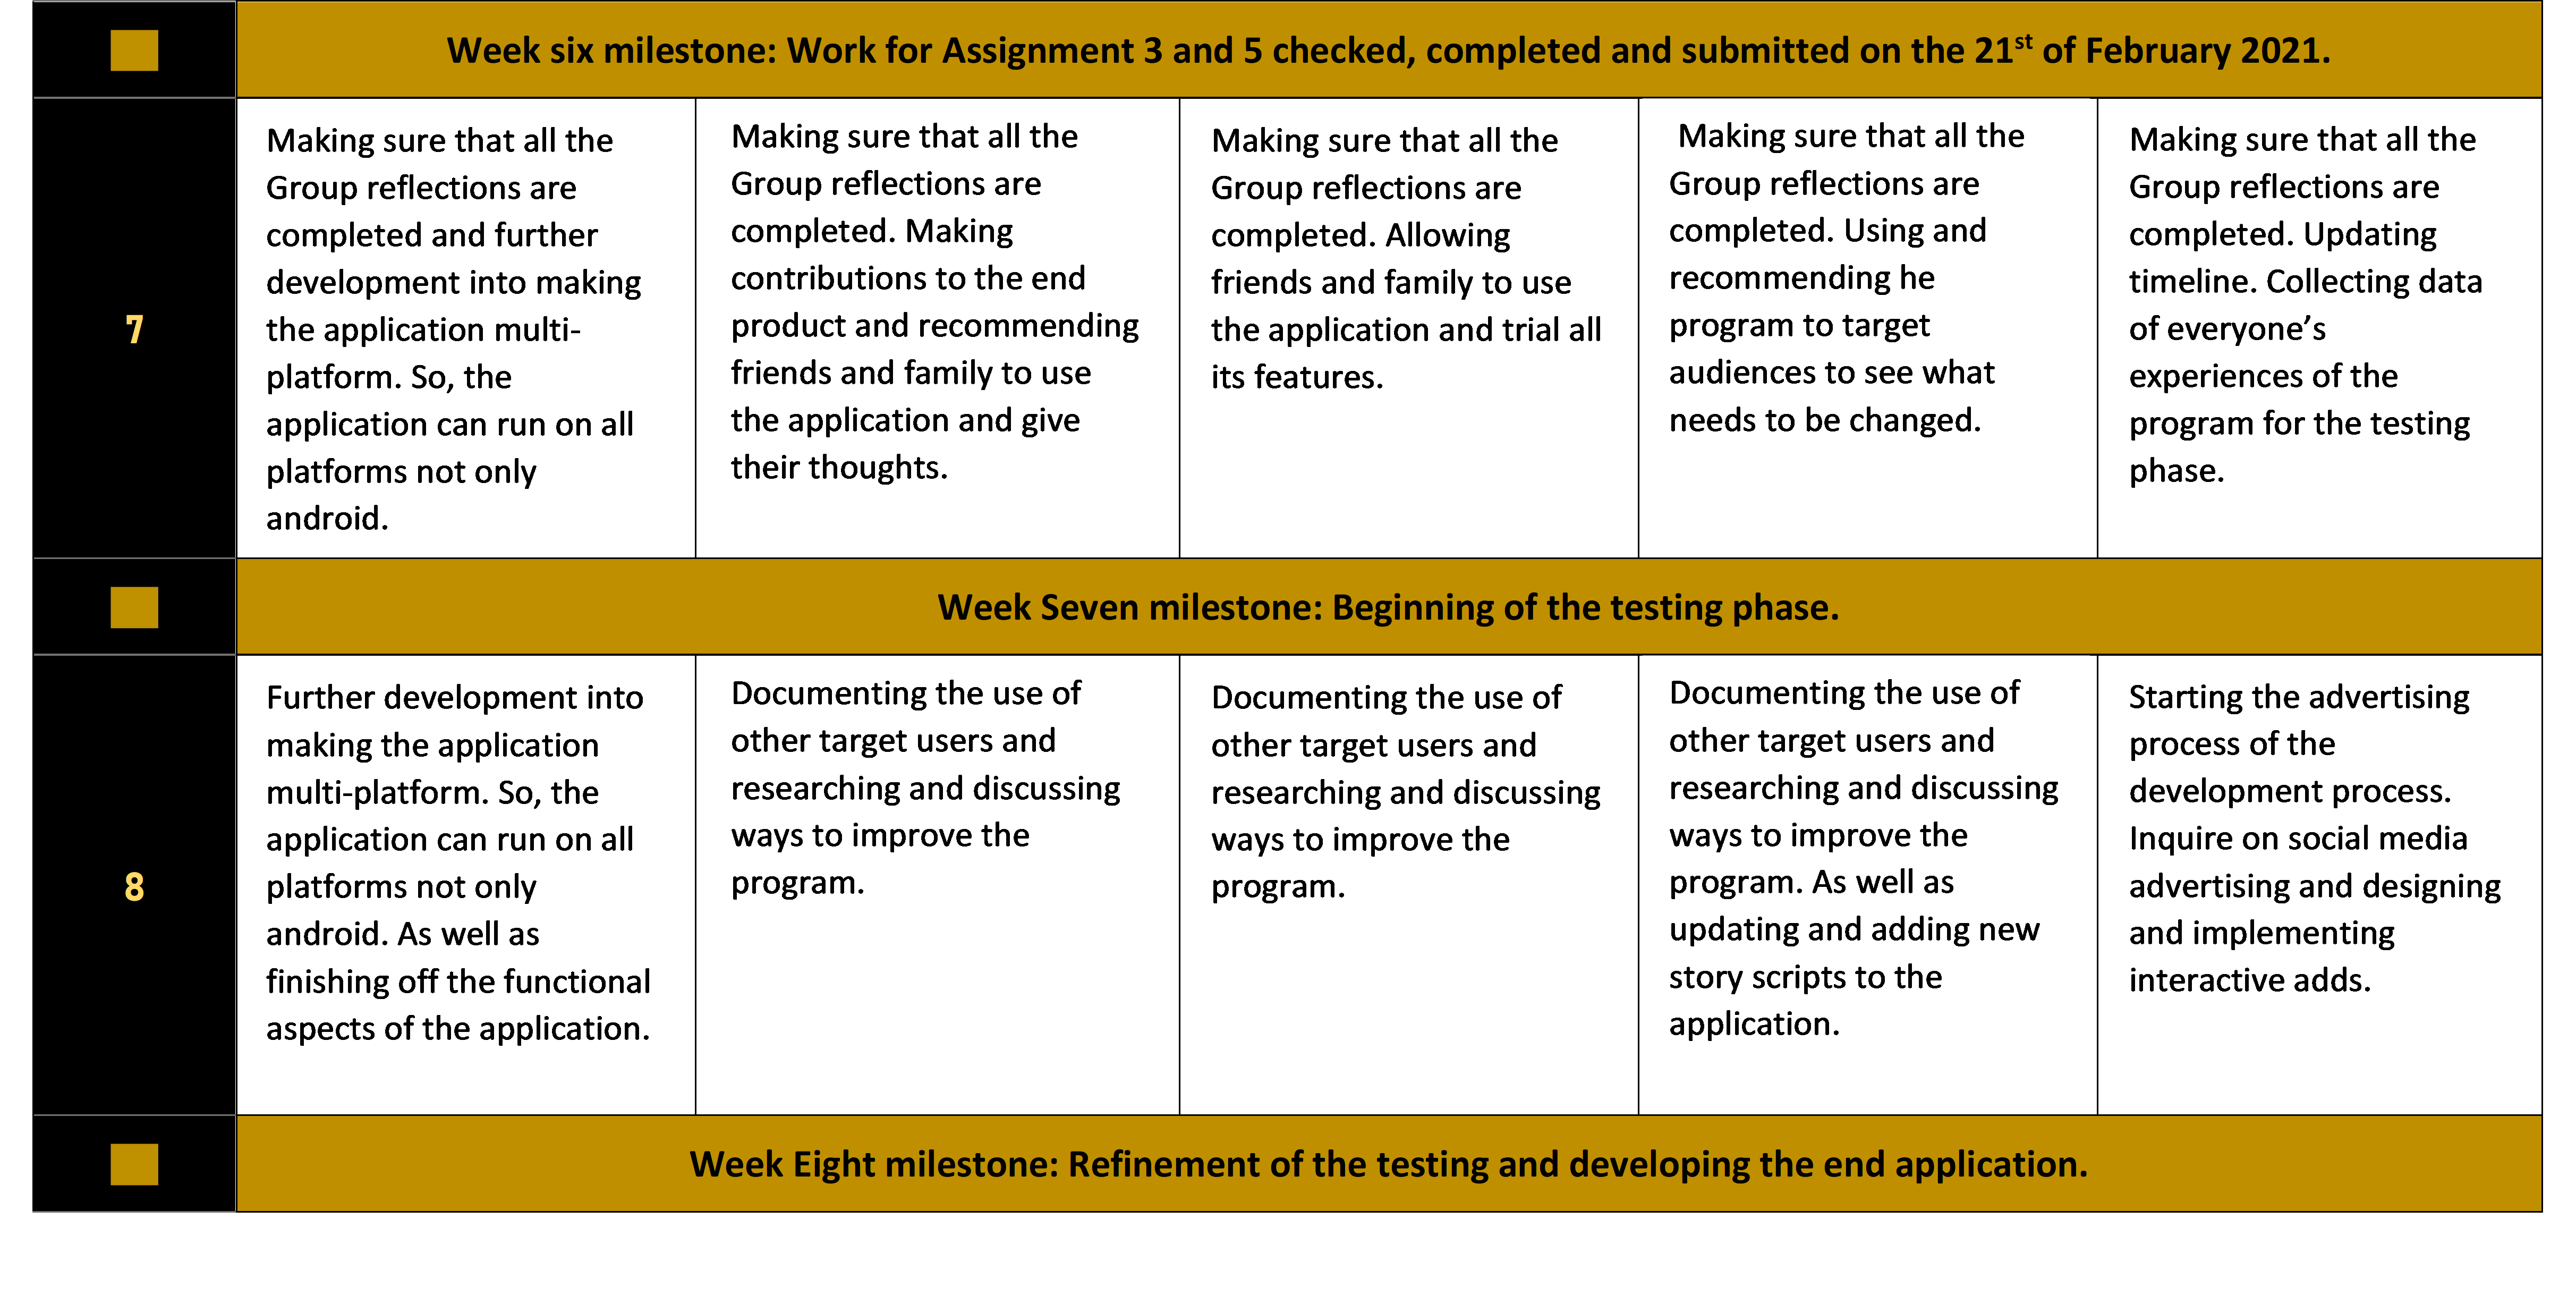 Week six milestone: Work for Assignment 3 and 5 checked, completed and submitted on the 21st of February 2021.
7
Making sure that all the
Group reflections are
completed and further
development into making
the application multi-
platform. So, the
application can run on all
platforms not only
android.
Making sure that all the
Group reflections are
completed. Making
contributions to the end
product and recommending
friends and family to use
the application and give
their thoughts.
Making sure that all the
Group reflections are
completed. Allowing
friends and family to use
the application and trial all
its features.
Making sure that all the
Group reflections are
completed. Using and
recommending he
program to target
audiences to see what
needs to be changed.
Making sure that all the
Group reflections are
completed. Updating
timeline. Collecting data
of everyone’s
experiences of the
program for the testing
phase.
Week Seven milestone: Beginning of the testing phase.
8
Further development into
making the application
multi-platform. So, the
application can run on all
platforms not only
android. As well as
finishing off the functional
aspects of the application.
Documenting the use of
other target users and
researching and discussing
ways to improve the
program.
Documenting the use of
other target users and
researching and discussing
ways to improve the
program.
Documenting the use of
other target users and
researching and discussing
ways to improve the
program. As well as
updating and adding new
story scripts to the
application.
Starting the advertising
process of the
development process.
Inquire on social media
advertising and designing
and implementing
interactive adds.
Week Eight milestone: Refinement of the testing and developing the end application.